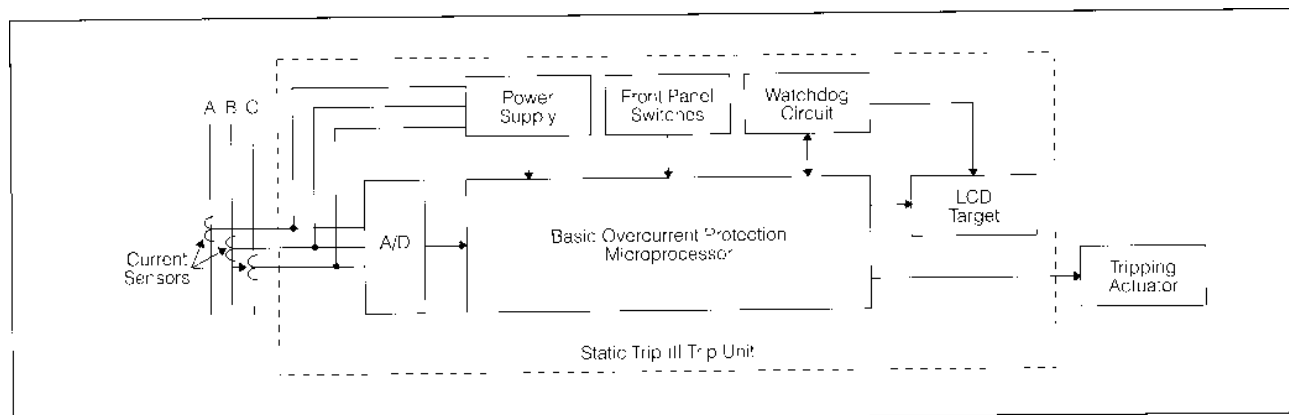 A B C
Power
Supply
Front Panel
Switches
Watchdog
Circuit
A/D
Basic Overcurrent Protection
Microprocessor
LCD
Target
Current
Sensors
Tripping
Actuator
Static Trip III Trip Unit